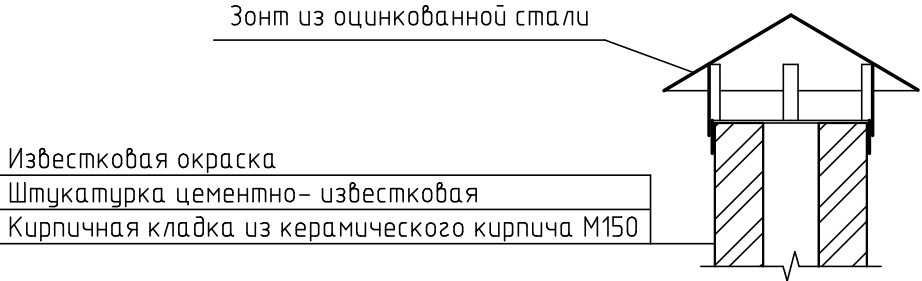 Зонт из оцинкованной стали
Известковая окраска
Штукатурка цементно- известковая
Кирпичная кладка из керамического кирпича М150